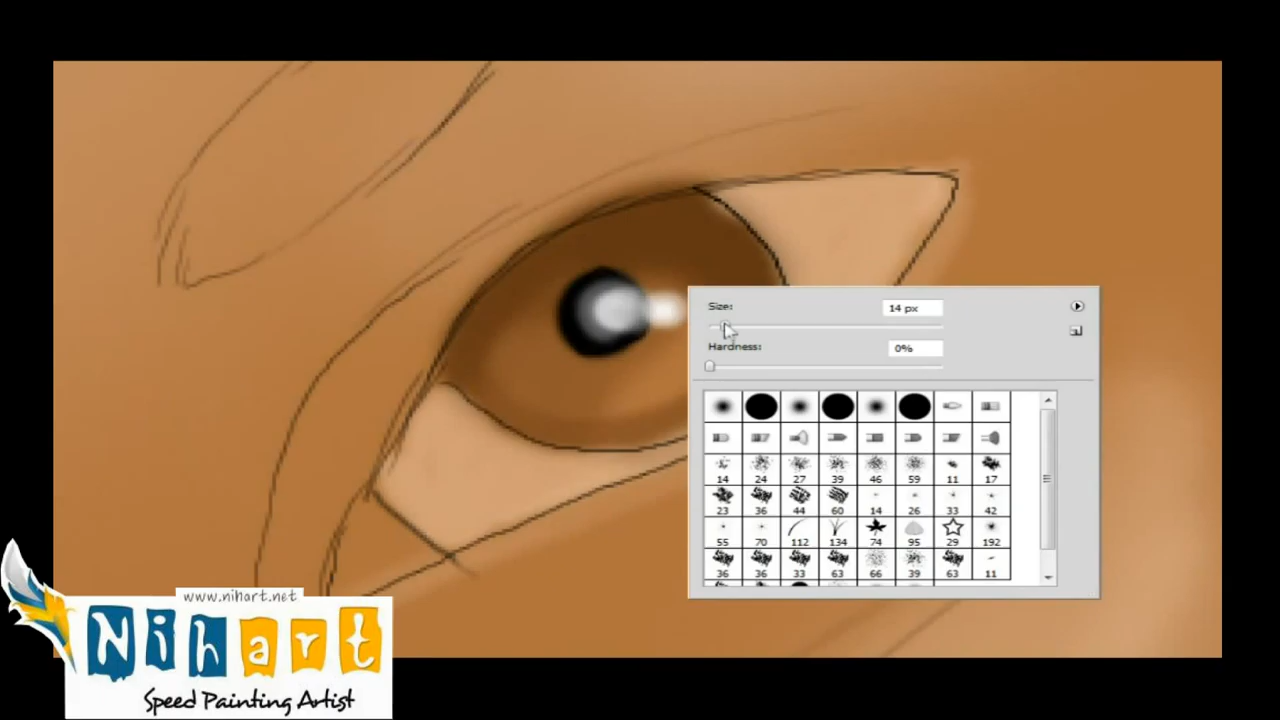 Size:
14 px
Hardness:
0%
14 24 27 39 46 59 11 17
23 36 44 60 14 26 33 42
55 70 112 134 74 95 29 192
36 36 33 63 66 39 63 11
www.nihart.net
Nihart
Speed Painting Artist